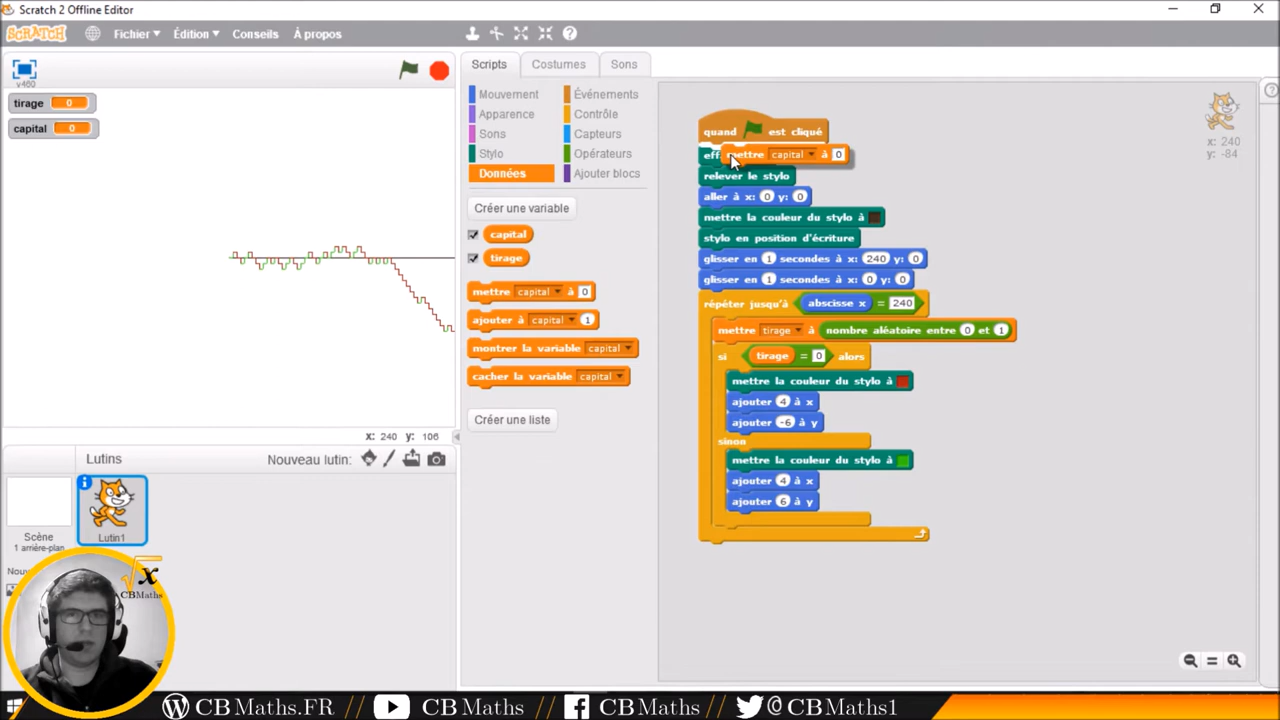 Scratch 2 Offline Editor
SCRATCH Fichier Édition Conseils À propos
v460
tirage 0
capital 0
x: 240 y: 106
Lutins Nouveau lutin:
Scène
1 arrière-plan
Lutin1
Nouv
x
CBMaths
Scripts Costumes Sons
Mouvement Événements
Apparence Contrôle
Sons Capteurs
Stylo Opérateurs
Données Ajouter blocs
Créer une variable
capital
tirage
mettre capital à 0
ajouter à capital 1
montrer la variable capital
cacher la variable capital
Créer une liste
quand est cliqué
eff mettre capital à 0
relever le stylo
aller à x: 0 y: 0
mettre la couleur du stylo à
stylo en position d'écriture
glisser en 1 secondes à x: 240 y: 0
glisser en 1 secondes à x: 0 y: 0
répéter jusqu'à abscisse x = 240
mettre tirage à nombre aléatoire entre 0 et 1
si tirage = 0 alors
mettre la couleur du stylo à
ajouter 4 à x
ajouter -6 à y
sinon
mettre la couleur du stylo à
ajouter 4 à x
ajouter 6 à y
x: 240
y: -84
CBMaths.FR CBMaths CBMaths @CBMaths1